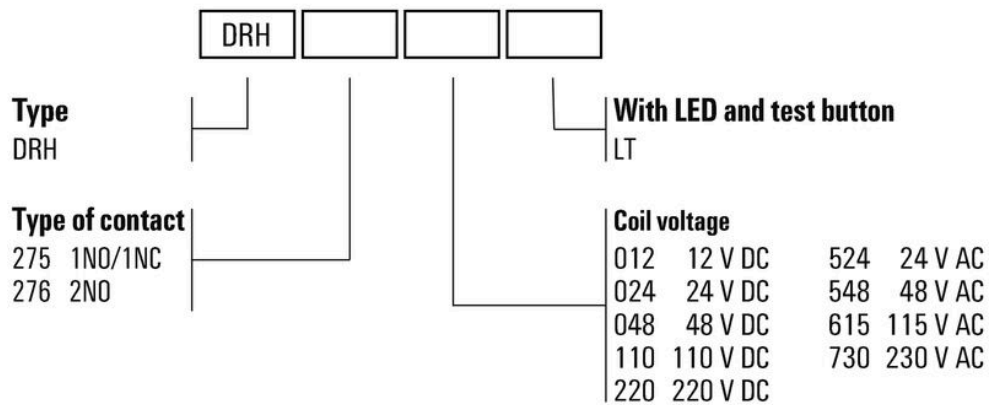 DRH
Type
DRH
With LED and test button
LT
Type of contact
275 1NO/1NC
276 2NO
Coil voltage
012 12 V DC 524 24 V AC
024 24 V DC 548 48 V AC
048 48 V DC 615 115 V AC
110 110 V DC 730 230 V AC
220 220 V DC